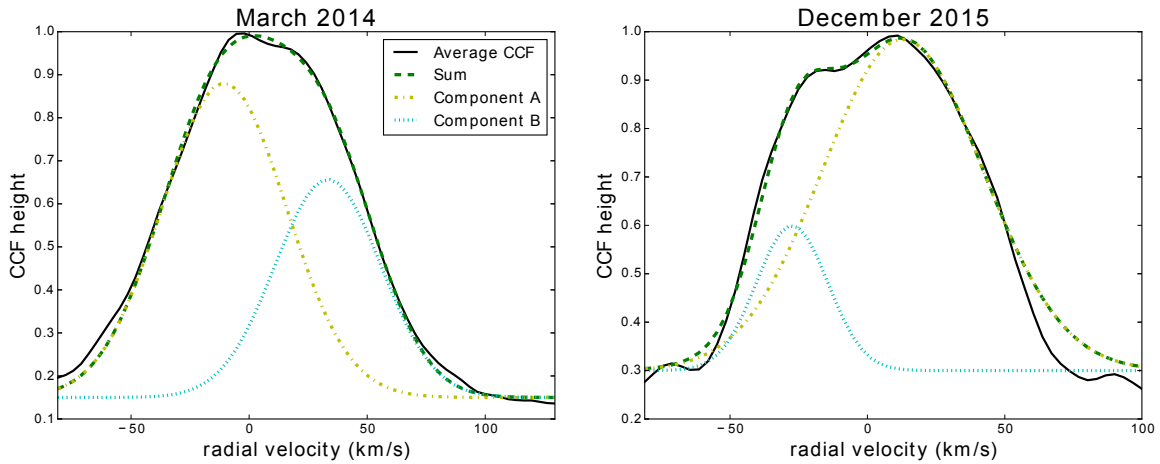 March 2014
1.0
0.9
0.8
0.7
0.6
0.5
0.4
0.3
0.2
0.1
CCF height
−50
0
50
100
radial velocity (km/s)
Average CCF
Sum
Component A
Component B
December 2015
1.0
0.9
0.8
0.7
0.6
0.5
0.4
0.3
0.2
CCF height
−50
0
50
100
radial velocity (km/s)